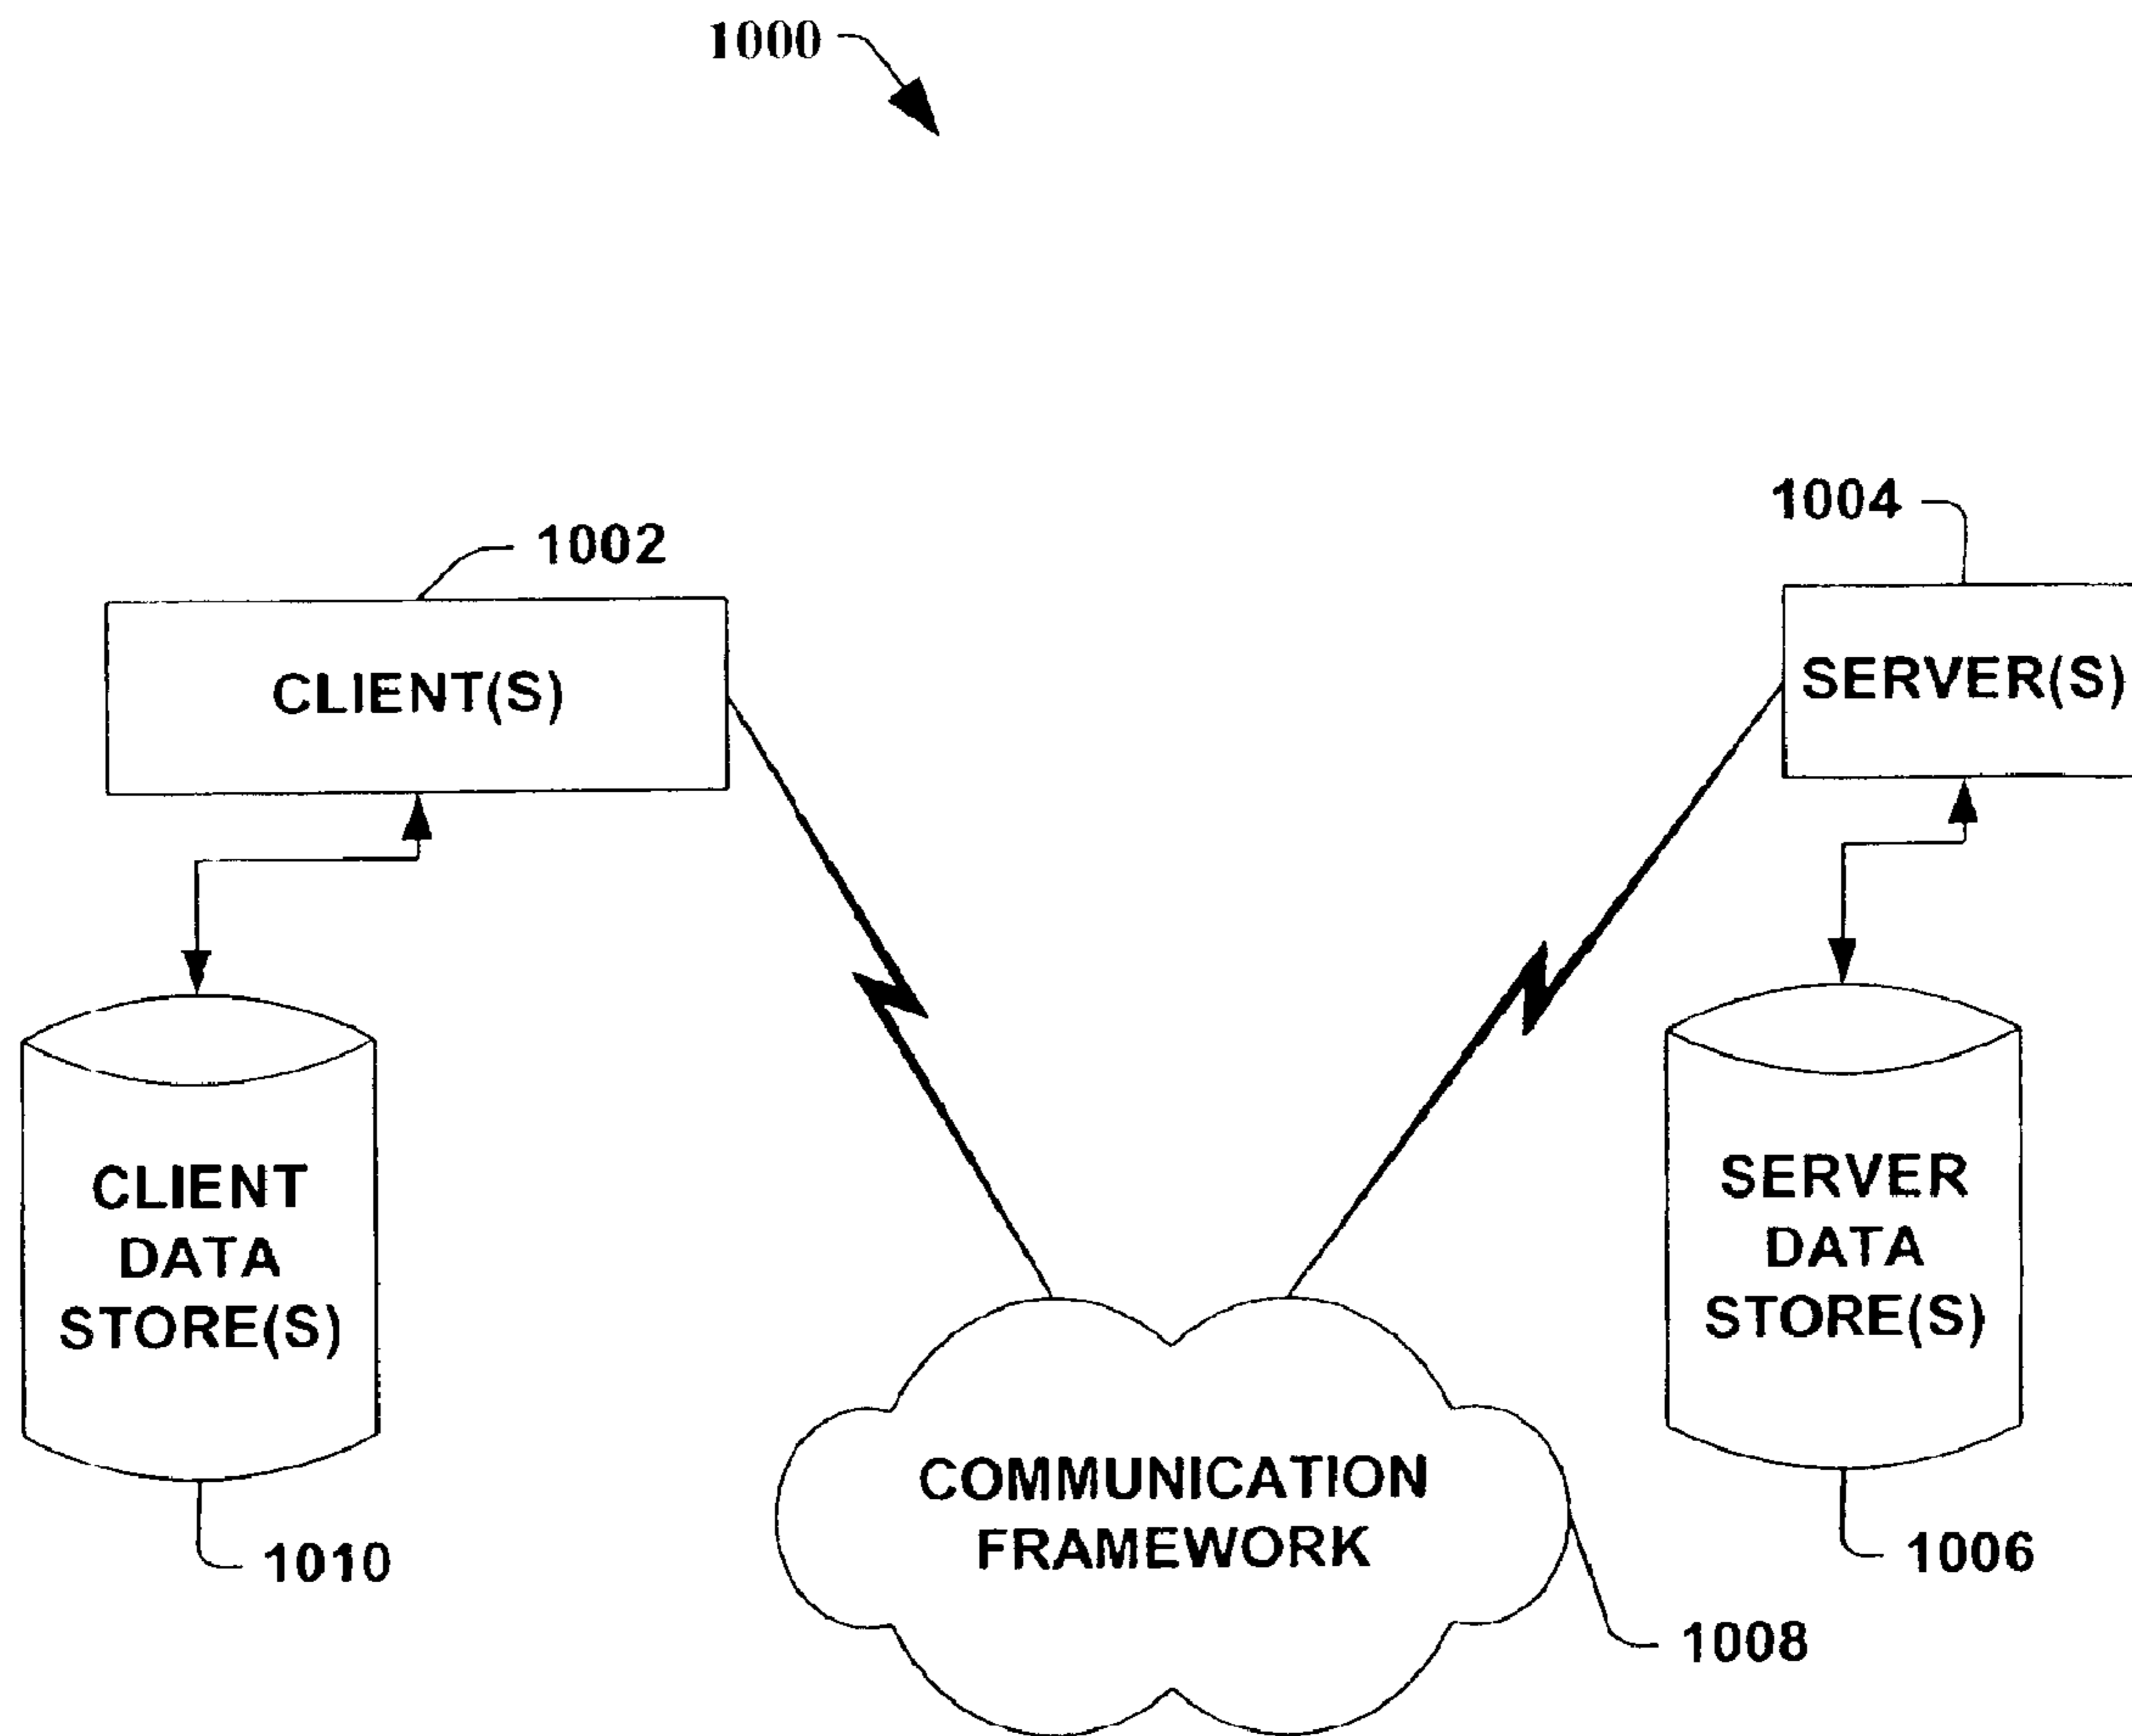 1000
1002
1004
CLIENT(S)
SERVER(S)
CLIENT
DATA
STORE(S)
SERVER
DATA
STORE(S)
COMMUNICATION
FRAMEWORK
1010
1006
1008